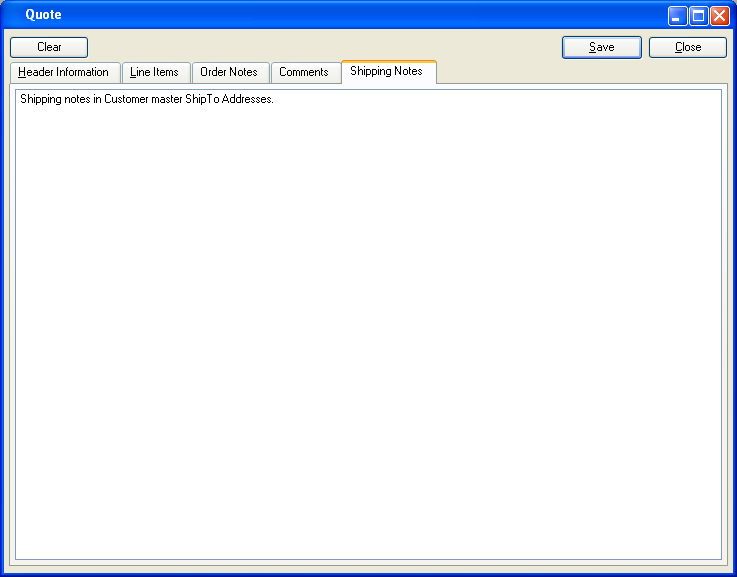 Quote
Clear Save Close
Header Information Line Items Order Notes Comments Shipping Notes
Shipping notes in Customer master ShipTo Addresses.